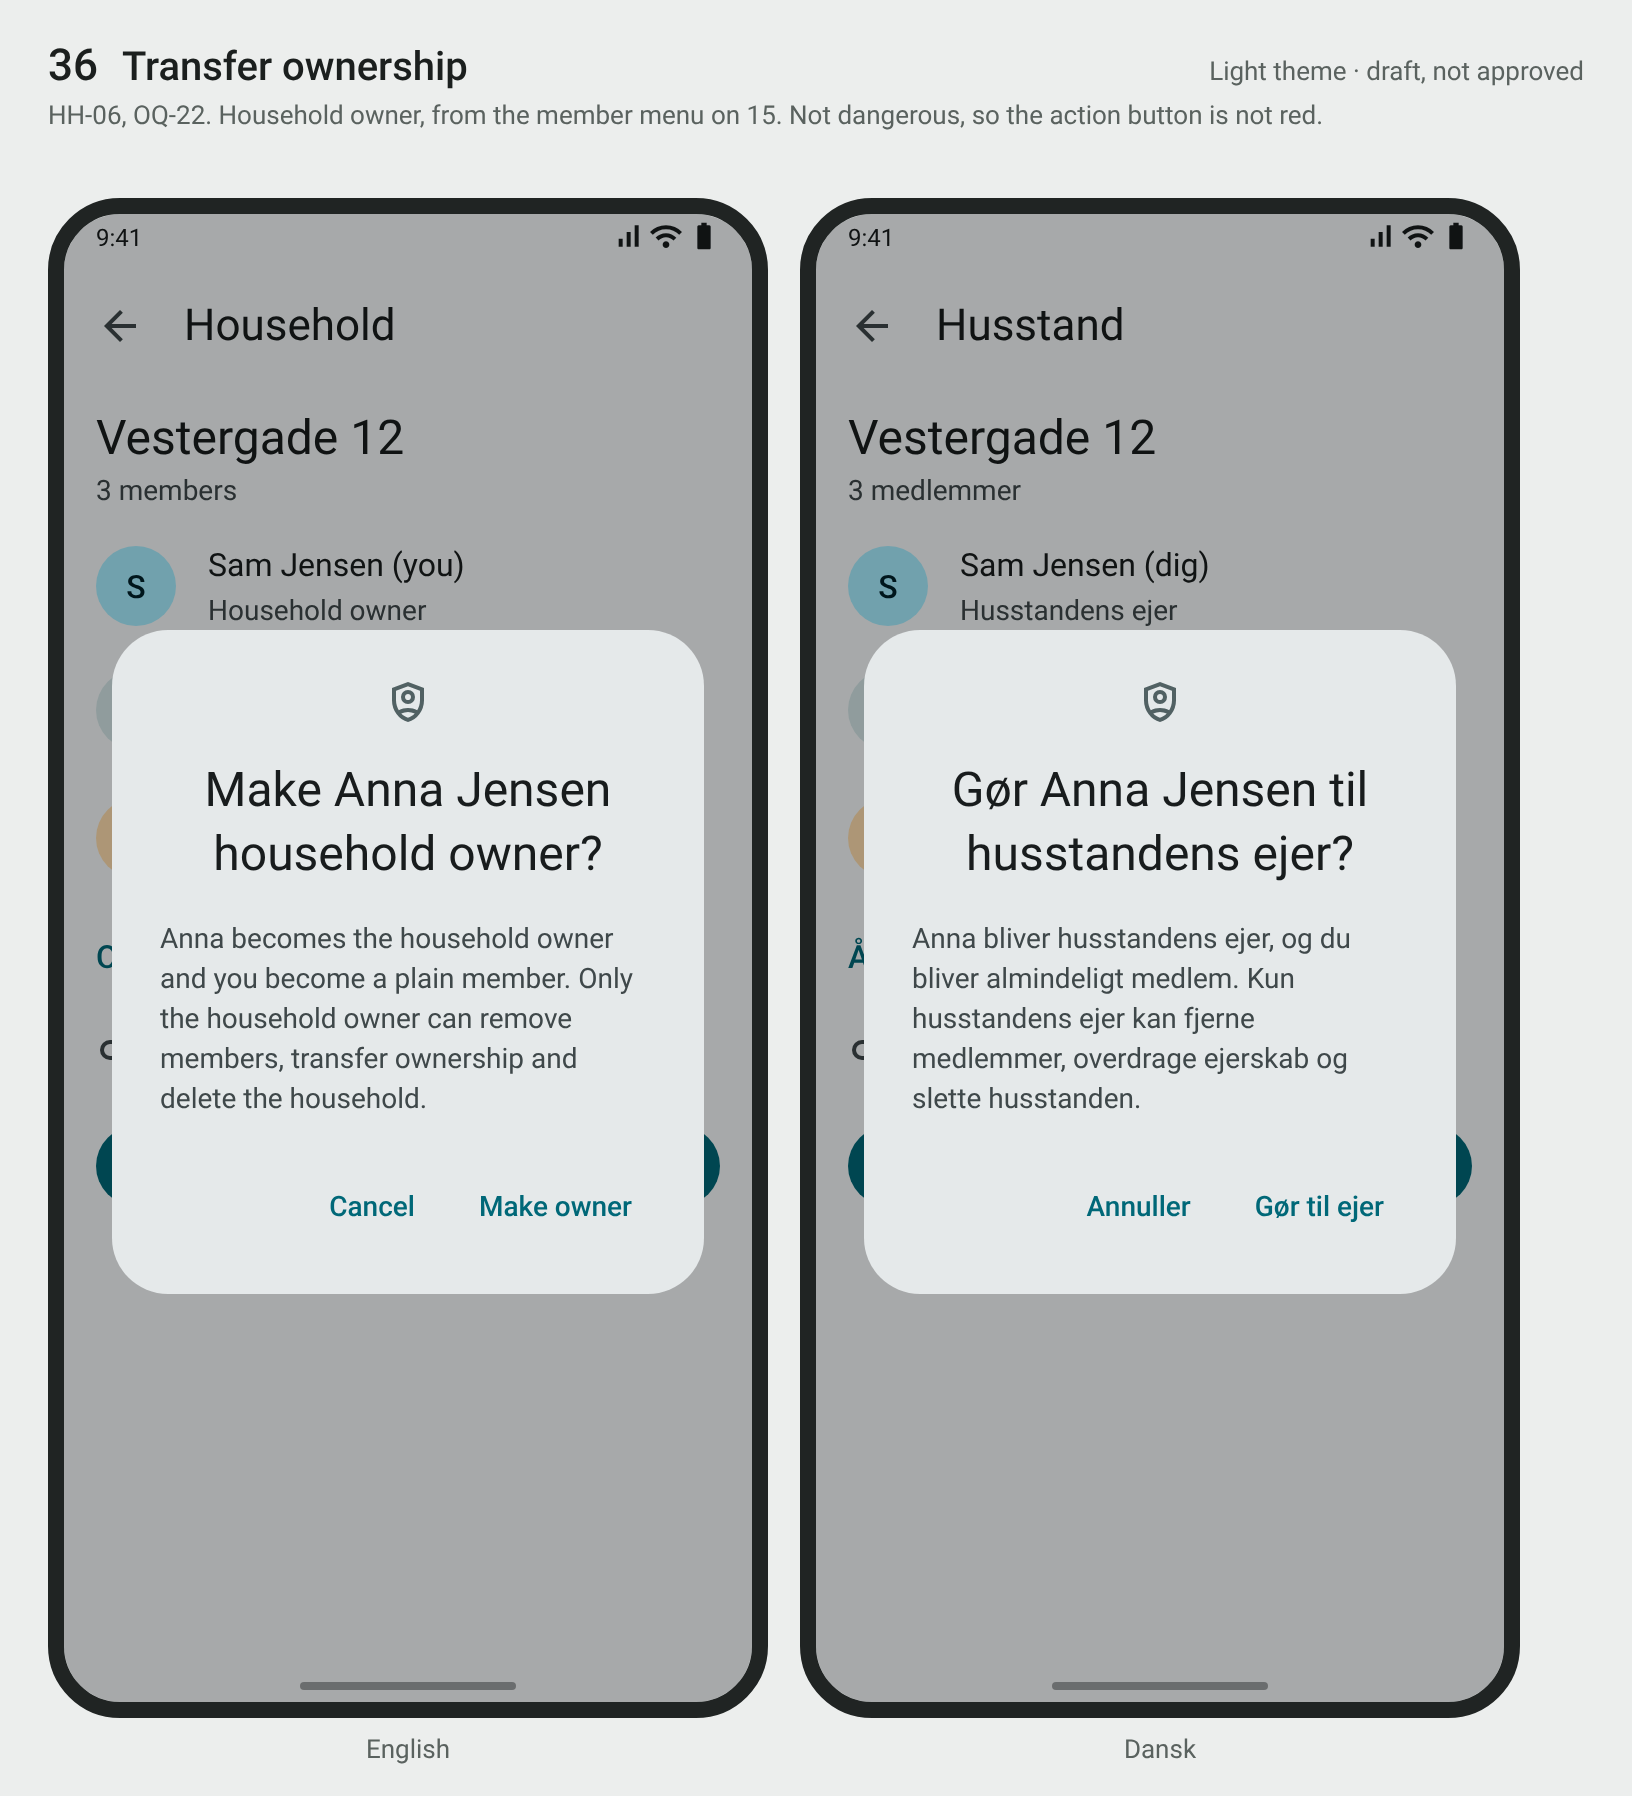 36 Transfer ownership
Light theme · draft, not approved
HH-06, OQ-22. Household owner, from the member menu on 15. Not dangerous, so the action button is not red.
9:41
Household
Vestergade 12
3 members
S
Sam Jensen (you)
Household owner
Make Anna Jensen
household owner?
Anna becomes the household owner
and you become a plain member. Only
the household owner can remove
members, transfer ownership and
delete the household.
Cancel Make owner
English
9:41
Husstand
Vestergade 12
3 medlemmer
S
Sam Jensen (dig)
Husstandens ejer
Gør Anna Jensen til
husstandens ejer?
Anna bliver husstandens ejer, og du
bliver almindeligt medlem. Kun
husstandens ejer kan fjerne
medlemmer, overdrage ejerskab og
slette husstanden.
Annuller Gør til ejer
Dansk